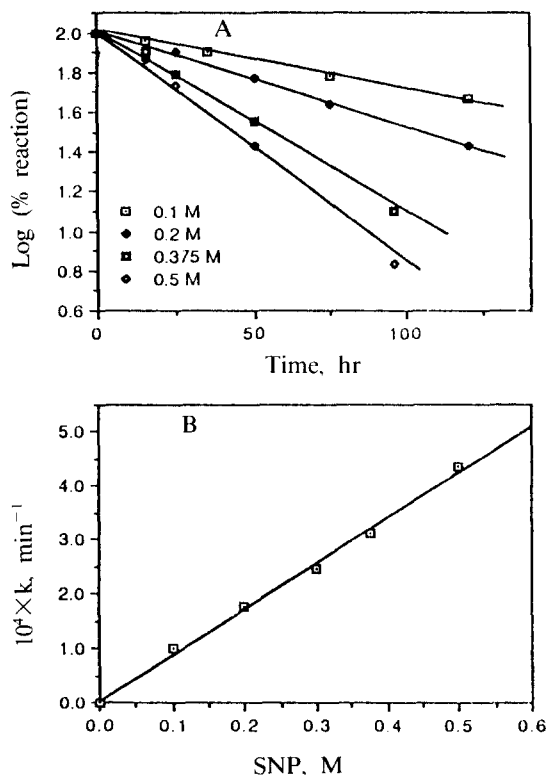 A
Log (% reaction)
2.0
1.8
1.6
1.4
1.2
1.0
0.8
0.6
0.1 M
0.2 M
0.375 M
0.5 M
0 50 100
Time, hr
B
10⁴×k, min⁻¹
5.0
4.0
3.0
2.0
1.0
0.0
0.0 0.1 0.2 0.3 0.4 0.5 0.6
SNP, M